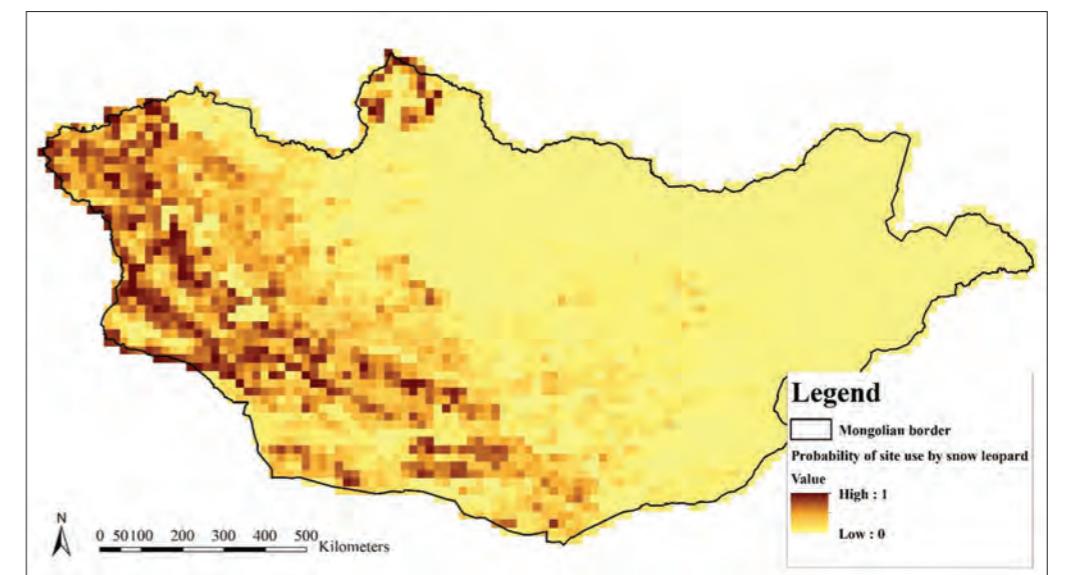 Legend
Mongolian border
Probability of site use by snow leopard
Value
High : 1
Low : 0
N
0 50100 200 300 400 500
Kilometers